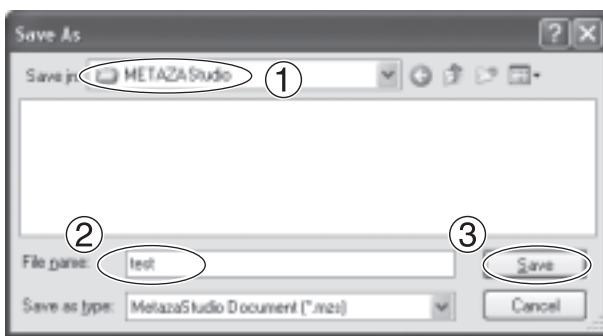 Save As
Save in: METAZAStudio ①
②
③
File name: test Save
Save as type: MetazaStudio Document (*.mzs) Cancel